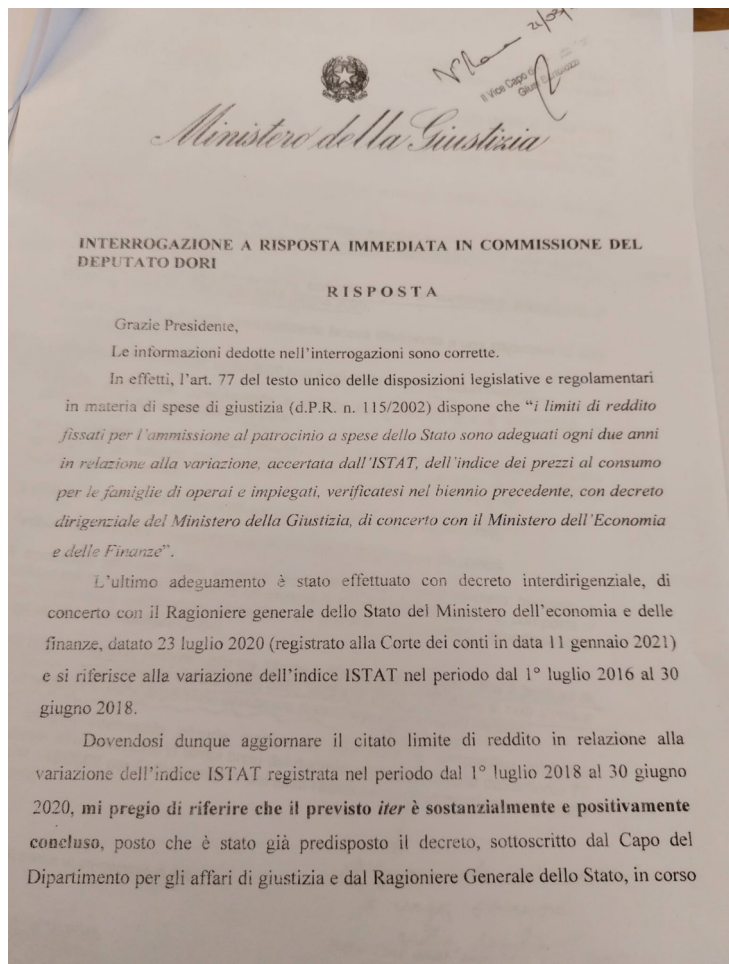 21/09/
Il Vice Capo
Ministero della Giustizia
INTERROGAZIONE A RISPOSTA IMMEDIATA IN COMMISSIONE DEL
DEPUTATO DORI
RISPOSTA
Grazie Presidente,
Le informazioni dedotte nell'interrogazioni sono corrette.
In effetti, l'art. 77 del testo unico delle disposizioni legislative e regolamentari
in materia di spese di giustizia (d.P.R. n. 115/2002) dispone che “i limiti di reddito
fissati per l'ammissione al patrocinio a spese dello Stato sono adeguati ogni due anni
in relazione alla variazione, accertata dall'ISTAT, dell'indice dei prezzi al consumo
per le famiglie di operai e impiegati, verificatesi nel biennio precedente, con decreto
dirigenziale del Ministero della Giustizia, di concerto con il Ministero dell'Economia
e delle Finanze”.
L'ultimo adeguamento è stato effettuato con decreto interdirigenziale, di
concerto con il Ragioniere generale dello Stato del Ministero dell'economia e delle
finanze, datato 23 luglio 2020 (registrato alla Corte dei conti in data 11 gennaio 2021)
e si riferisce alla variazione dell'indice ISTAT nel periodo dal 1° luglio 2016 al 30
giugno 2018.
Dovendosi dunque aggiornare il citato limite di reddito in relazione alla
variazione dell'indice ISTAT registrata nel periodo dal 1° luglio 2018 al 30 giugno
2020, mi pregio di riferire che il previsto iter è sostanzialmente e positivamente
concluso, posto che è stato già predisposto il decreto, sottoscritto dal Capo del
Dipartimento per gli affari di giustizia e dal Ragioniere Generale dello Stato, in corso